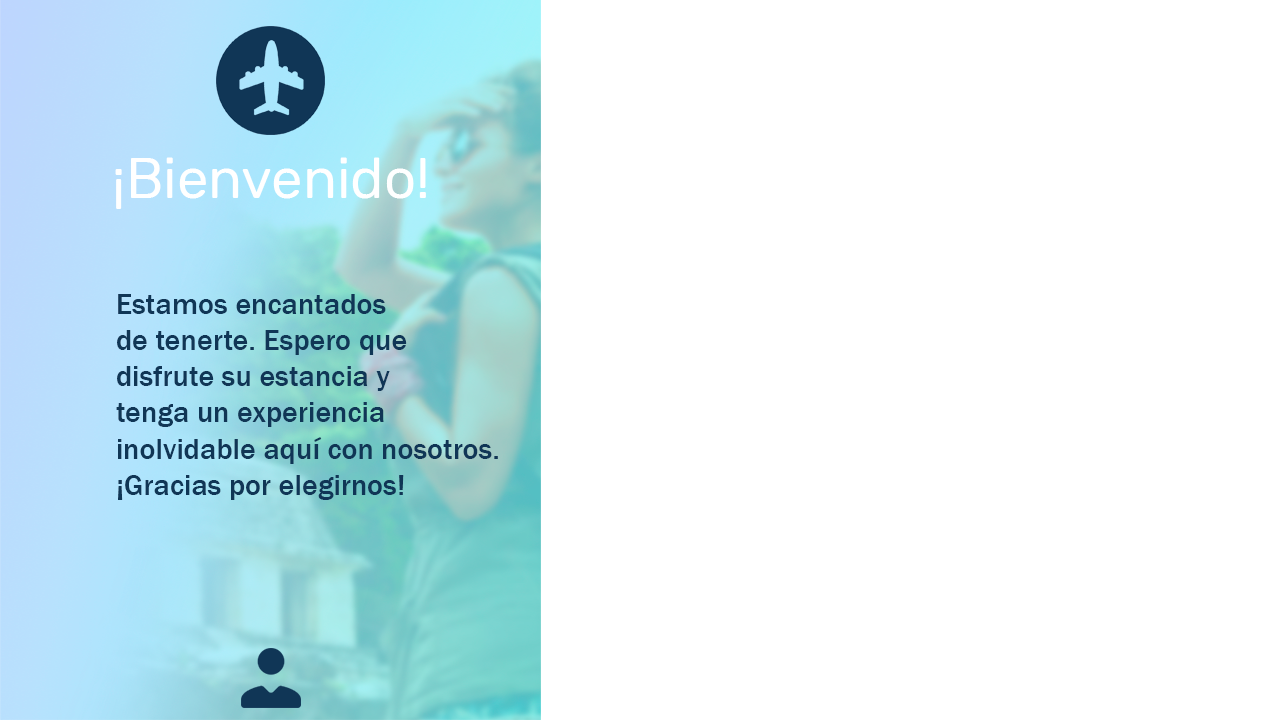 ¡Bienvenido!
Estamos encantados
de tenerte. Espero que
disfrute su estancia y
tenga un experiencia
inolvidable aquí con nosotros.
¡Gracias por elegirnos!